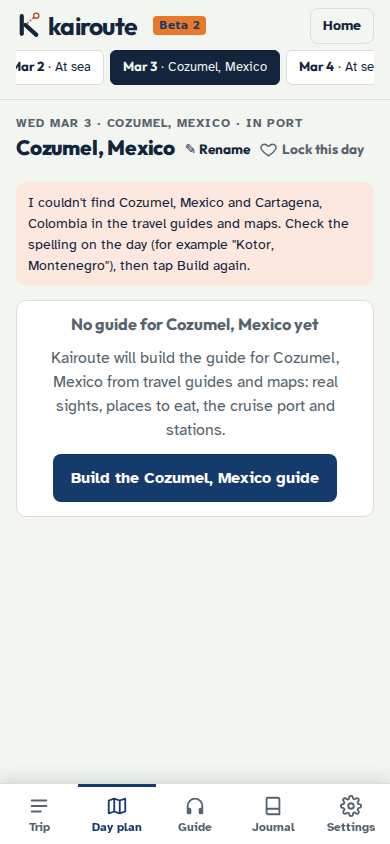 kairoute Beta 2 Home
Mar 2 · At sea Mar 3 · Cozumel, Mexico Mar 4 · At se
WED MAR 3 · COZUMEL, MEXICO · IN PORT
Cozumel, Mexico ✎ Rename Lock this day
I couldn't find Cozumel, Mexico and Cartagena,
Colombia in the travel guides and maps. Check the
spelling on the day (for example "Kotor,
Montenegro"), then tap Build again.
No guide for Cozumel, Mexico yet
Kairoute will build the guide for Cozumel,
Mexico from travel guides and maps: real
sights, places to eat, the cruise port and
stations.
Build the Cozumel, Mexico guide
Trip Day plan Guide Journal Settings